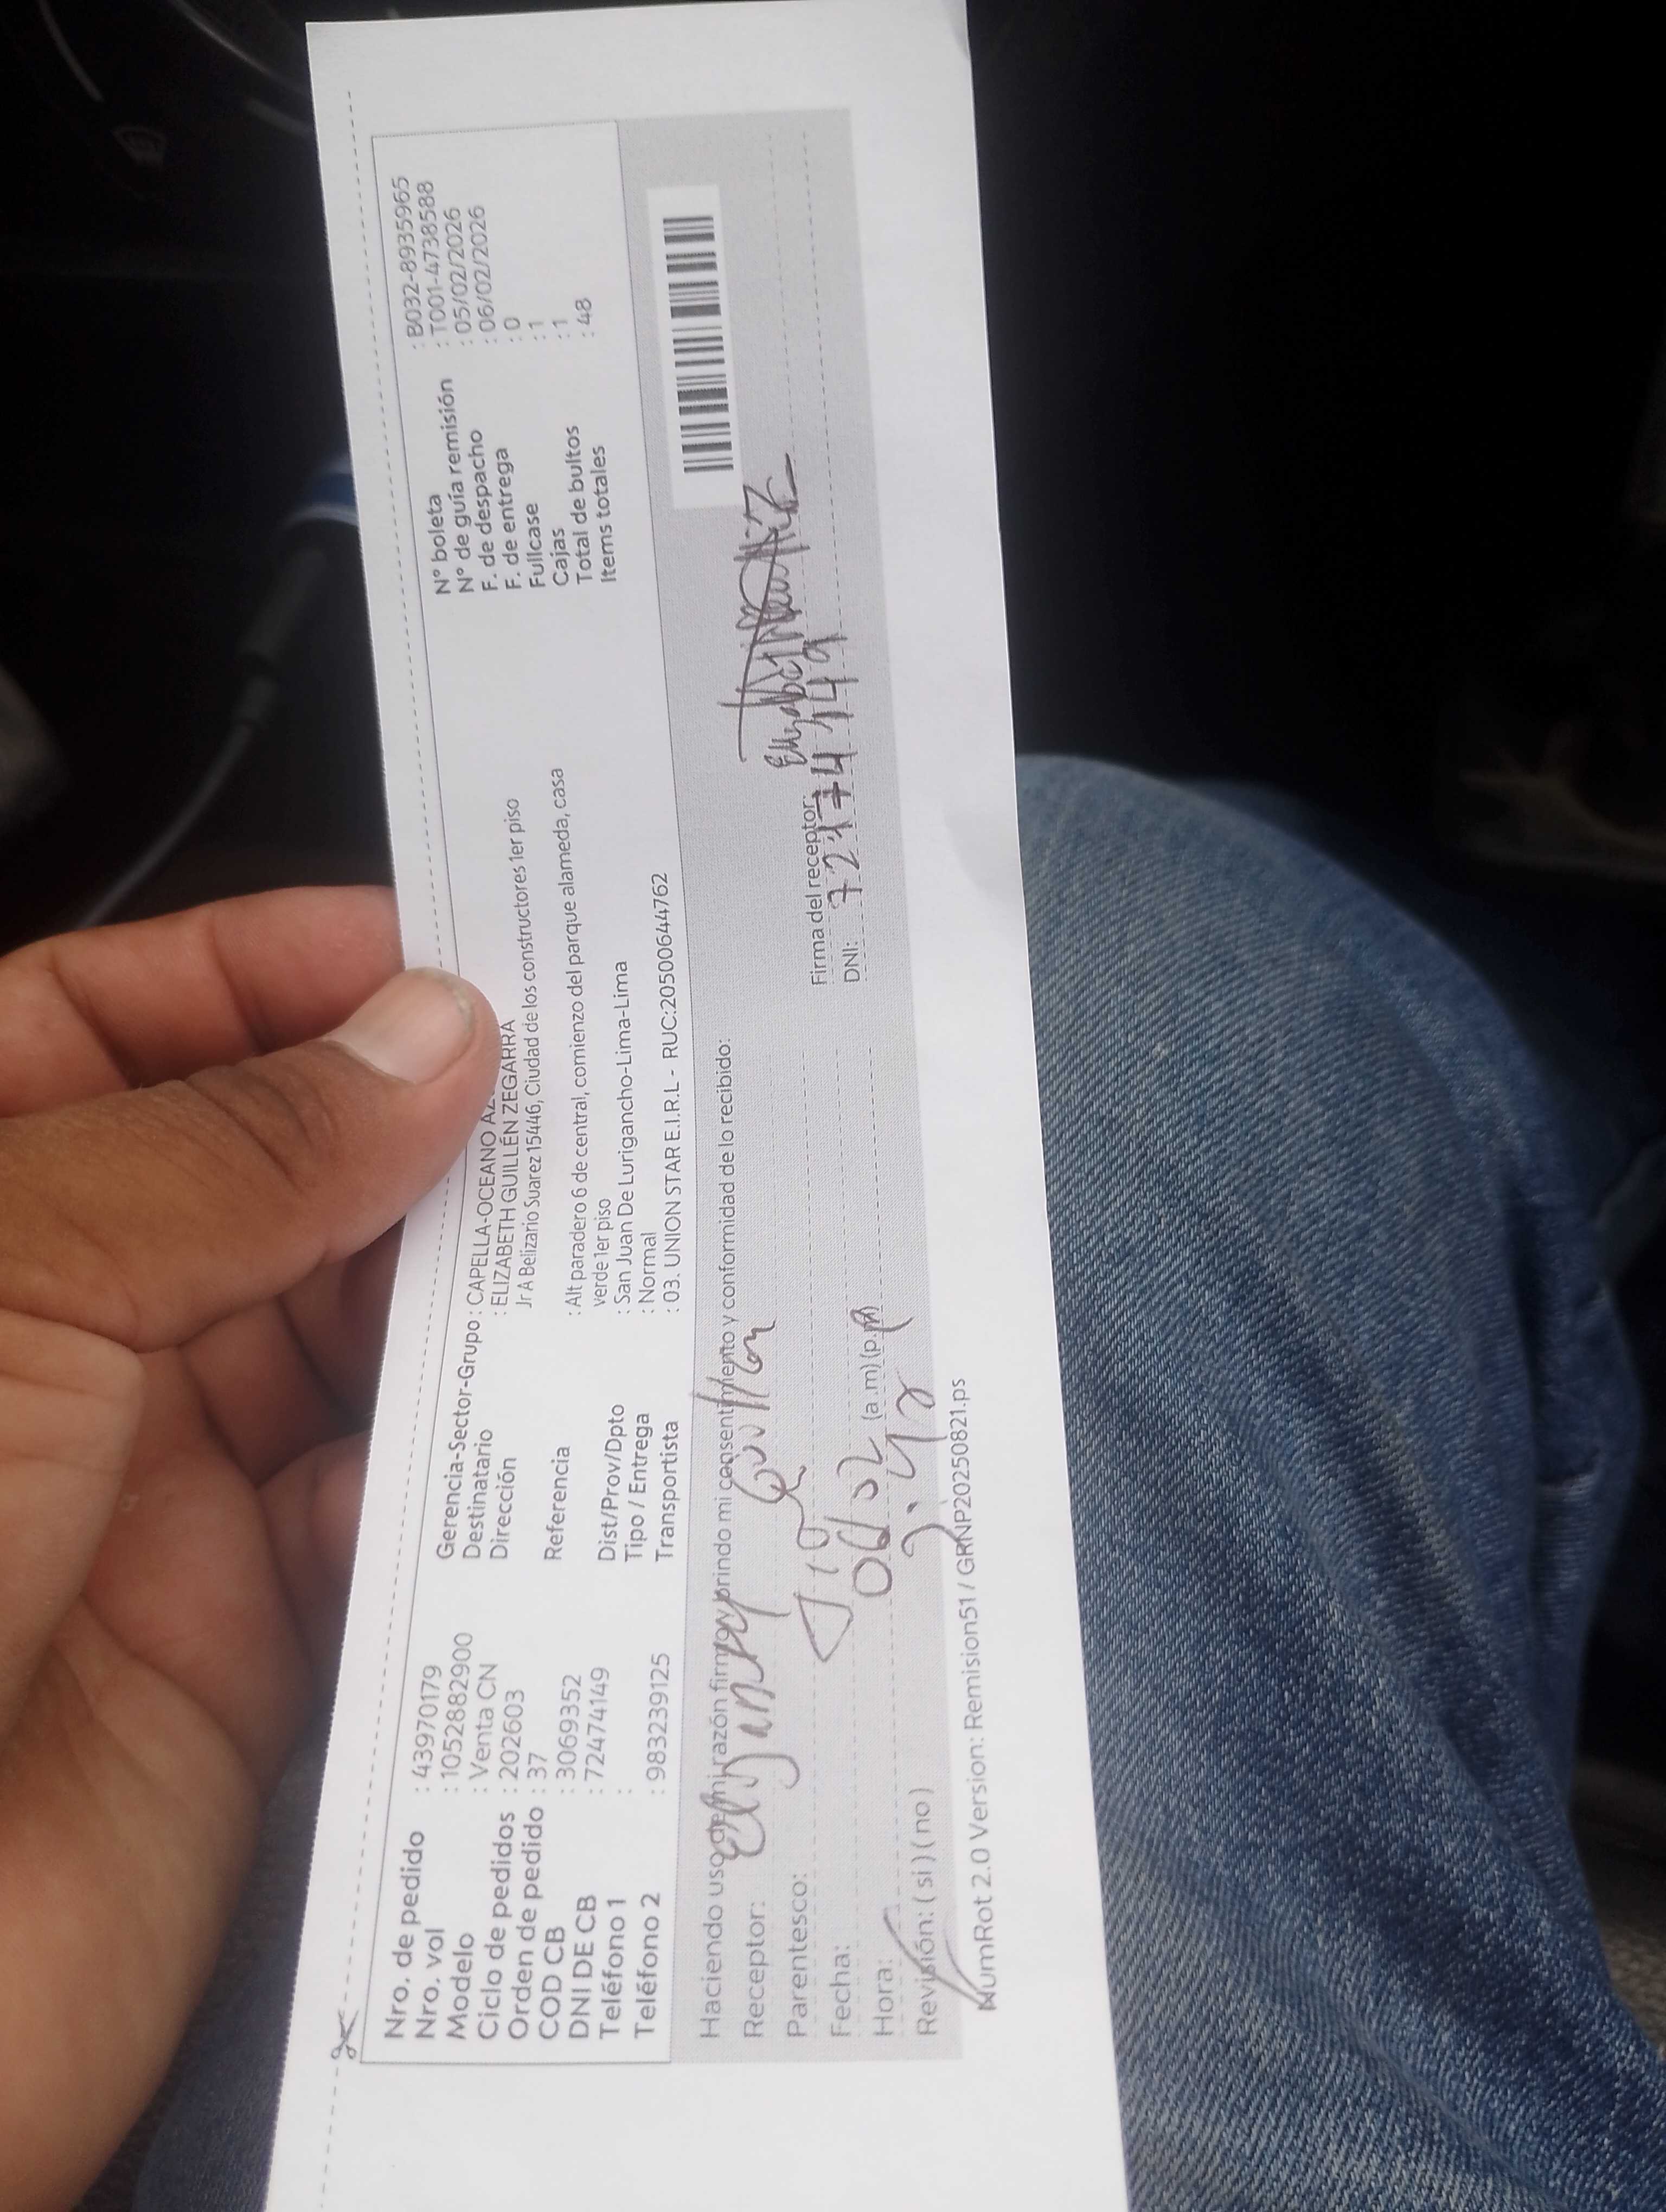 Nro. de pedido : 43970179
Nro. vol : 1052882900
Modelo : Venta CN
Ciclo de pedidos : 202603
Orden de pedido : 37
COD CB : 3069352
DNI DE CB : 72474149
Teléfono 1 :
Teléfono 2 : 983239125
Gerencia-Sector-Grupo : CAPELLA-OCEANO
Destinatario : ELIZABETH GUILLÉN ZEGARRA
Dirección Jr A Belizario Suarez 15446, Ciudad de los constructores 1er piso
Referencia : Alt paradero 6 de central, comienzo del parque alameda, casa
verde 1er piso
Dist/Prov/Dpto : San Juan De Lurigancho-Lima-Lima
Tipo / Entrega : Normal
Transportista : 03. UNION STAR E.I.R.L - RUC:20500644762
N° boleta : B032-8935965
N° de guía remisión : T001-4738588
F. de despacho : 05/02/2026
F. de entrega : 06/02/2026
Fullcase : 0
Cajas : 1
Total de bultos : 1
Items totales : 48
Haciendo uso de mi razón firmo y brindo mi consentimiento y conformidad de lo recibido:
Receptor:
Parentesco:
Fecha: 06/02
Hora: (a.m) (p.m)
Revisión: ( si ) ( no )
Firma del receptor:
DNI: 72474149
NumRot 2.0 Version: Remision51 / GRNP20250821.ps